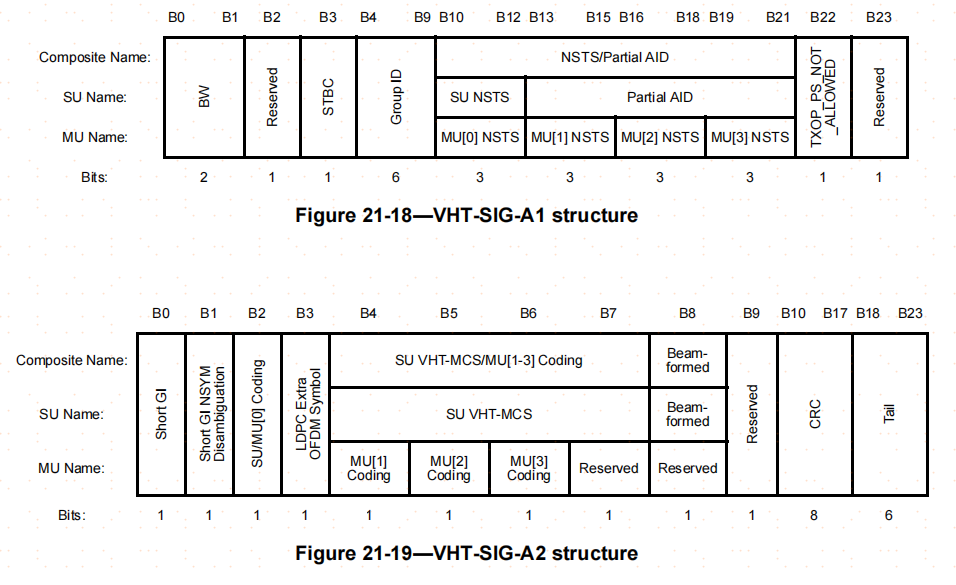 B0 B1 B2 B3 B4 B9 B10 B12 B13 B15 B16 B18 B19 B21 B22 B23
Composite Name: BW Reserved STBC Group ID NSTS/Partial AID TXOP_PS_NOT
_ALLOWED Reserved
SU Name: SU NSTS Partial AID
MU Name: MU[0] NSTS MU[1] NSTS MU[2] NSTS MU[3] NSTS
Bits: 2 1 1 6 3 3 3 3 1 1
Figure 21-18—VHT-SIG-A1 structure
B0 B1 B2 B3 B4 B5 B6 B7 B8 B9 B10 B17 B18 B23
Composite Name: Short GI Short GI NSYM
Disambiguation SU/MU[0] Coding LDPC Extra
OFDM Symbol SU VHT-MCS/MU[1-3] Coding Beam-
formed Reserved CRC Tail
SU Name: SU VHT-MCS Beam-
formed
MU Name: MU[1]
Coding MU[2]
Coding MU[3]
Coding Reserved Reserved
Bits: 1 1 1 1 1 1 1 1 1 1 8 6
Figure 21-19—VHT-SIG-A2 structure